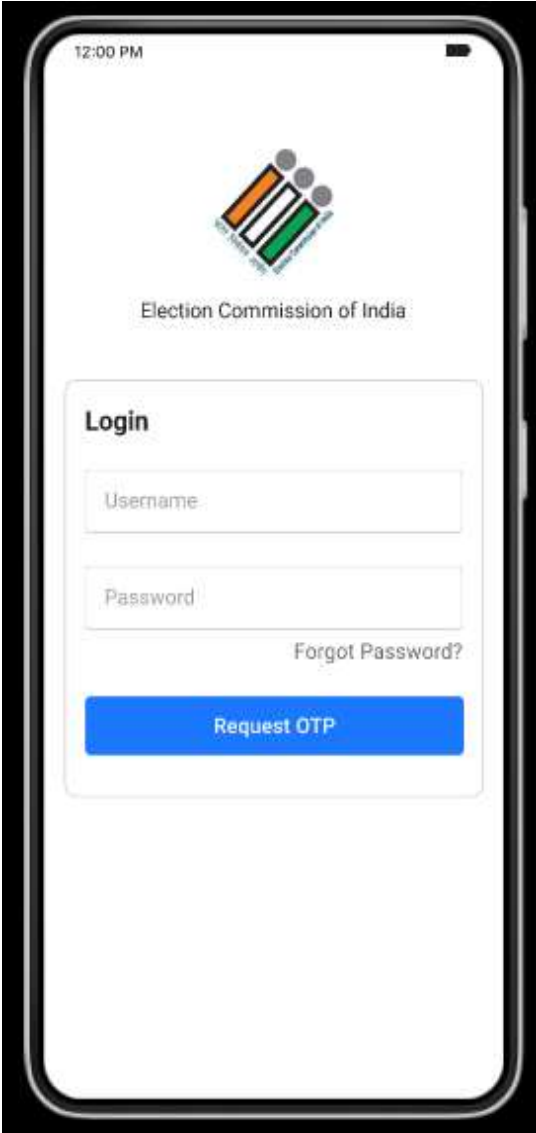 12:00 PM
Election Commission of India
Login
Username
Password
Forgot Password?
Request OTP